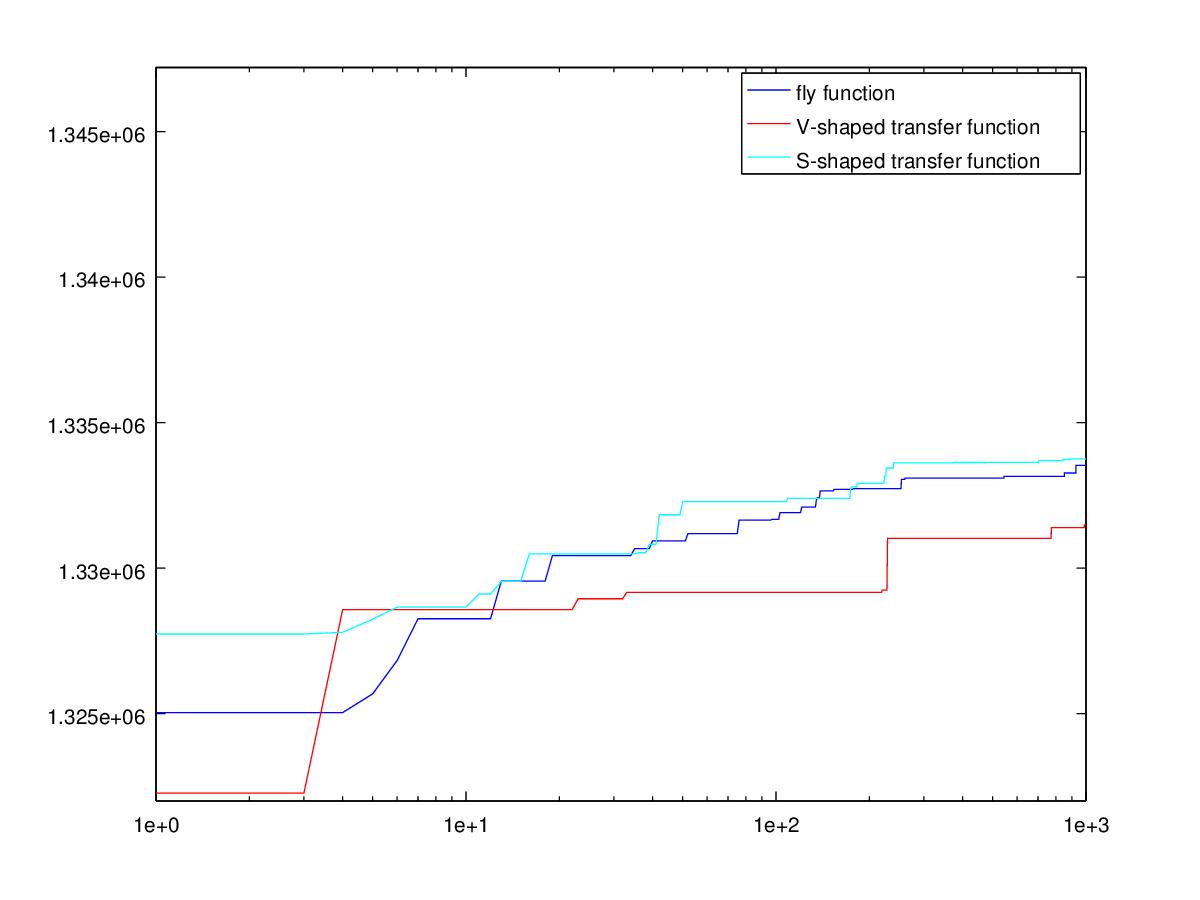 fly function
V-shaped transfer function
S-shaped transfer function
1.345e+06
1.34e+06
1.335e+06
1.33e+06
1.325e+06
1e+0 1e+1 1e+2 1e+3